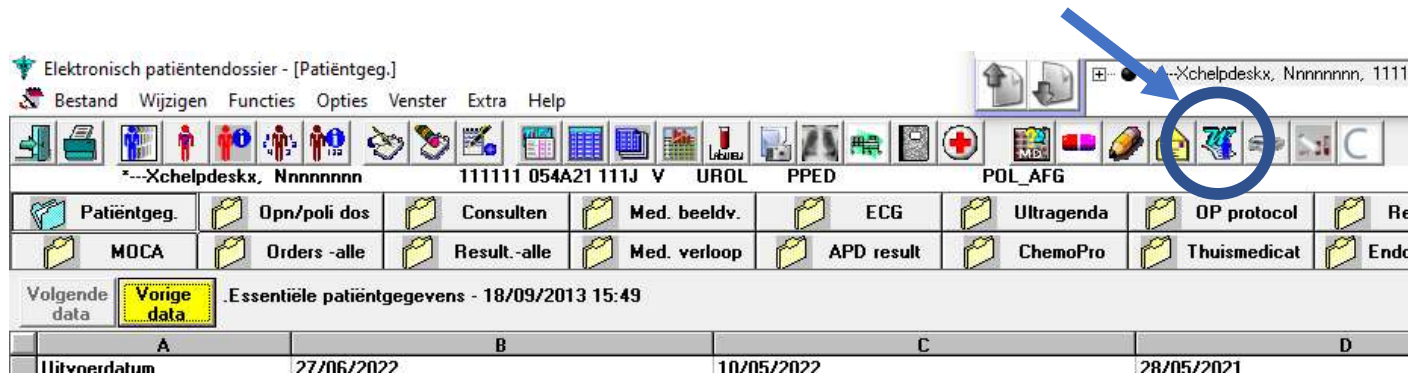 Elektronisch patiëntendossier - [Patiëntgeg.]
Xchelpdeskx, Nnnnnnnn, 1111
Bestand Wijzigen Functies Opties Venster Extra Help
*---Xchelpdeskx, Nnnnnnnn 111111 054A21 111J V UROL PPED POL_AFG
Patiëntgeg. Opn/poli dos Consulten Med. beeldv. ECG Ultragenda OP protocol Re
MOCA Orders -alle Result.-alle Med. verloop APD result ChemoPro Thuismedicat Endo
Volgende data Vorige data .Essentiële patiëntgegevens - 18/09/2013 15:49
A B C D
Uitvoerdatum 27/06/2022 10/05/2022 28/05/2021